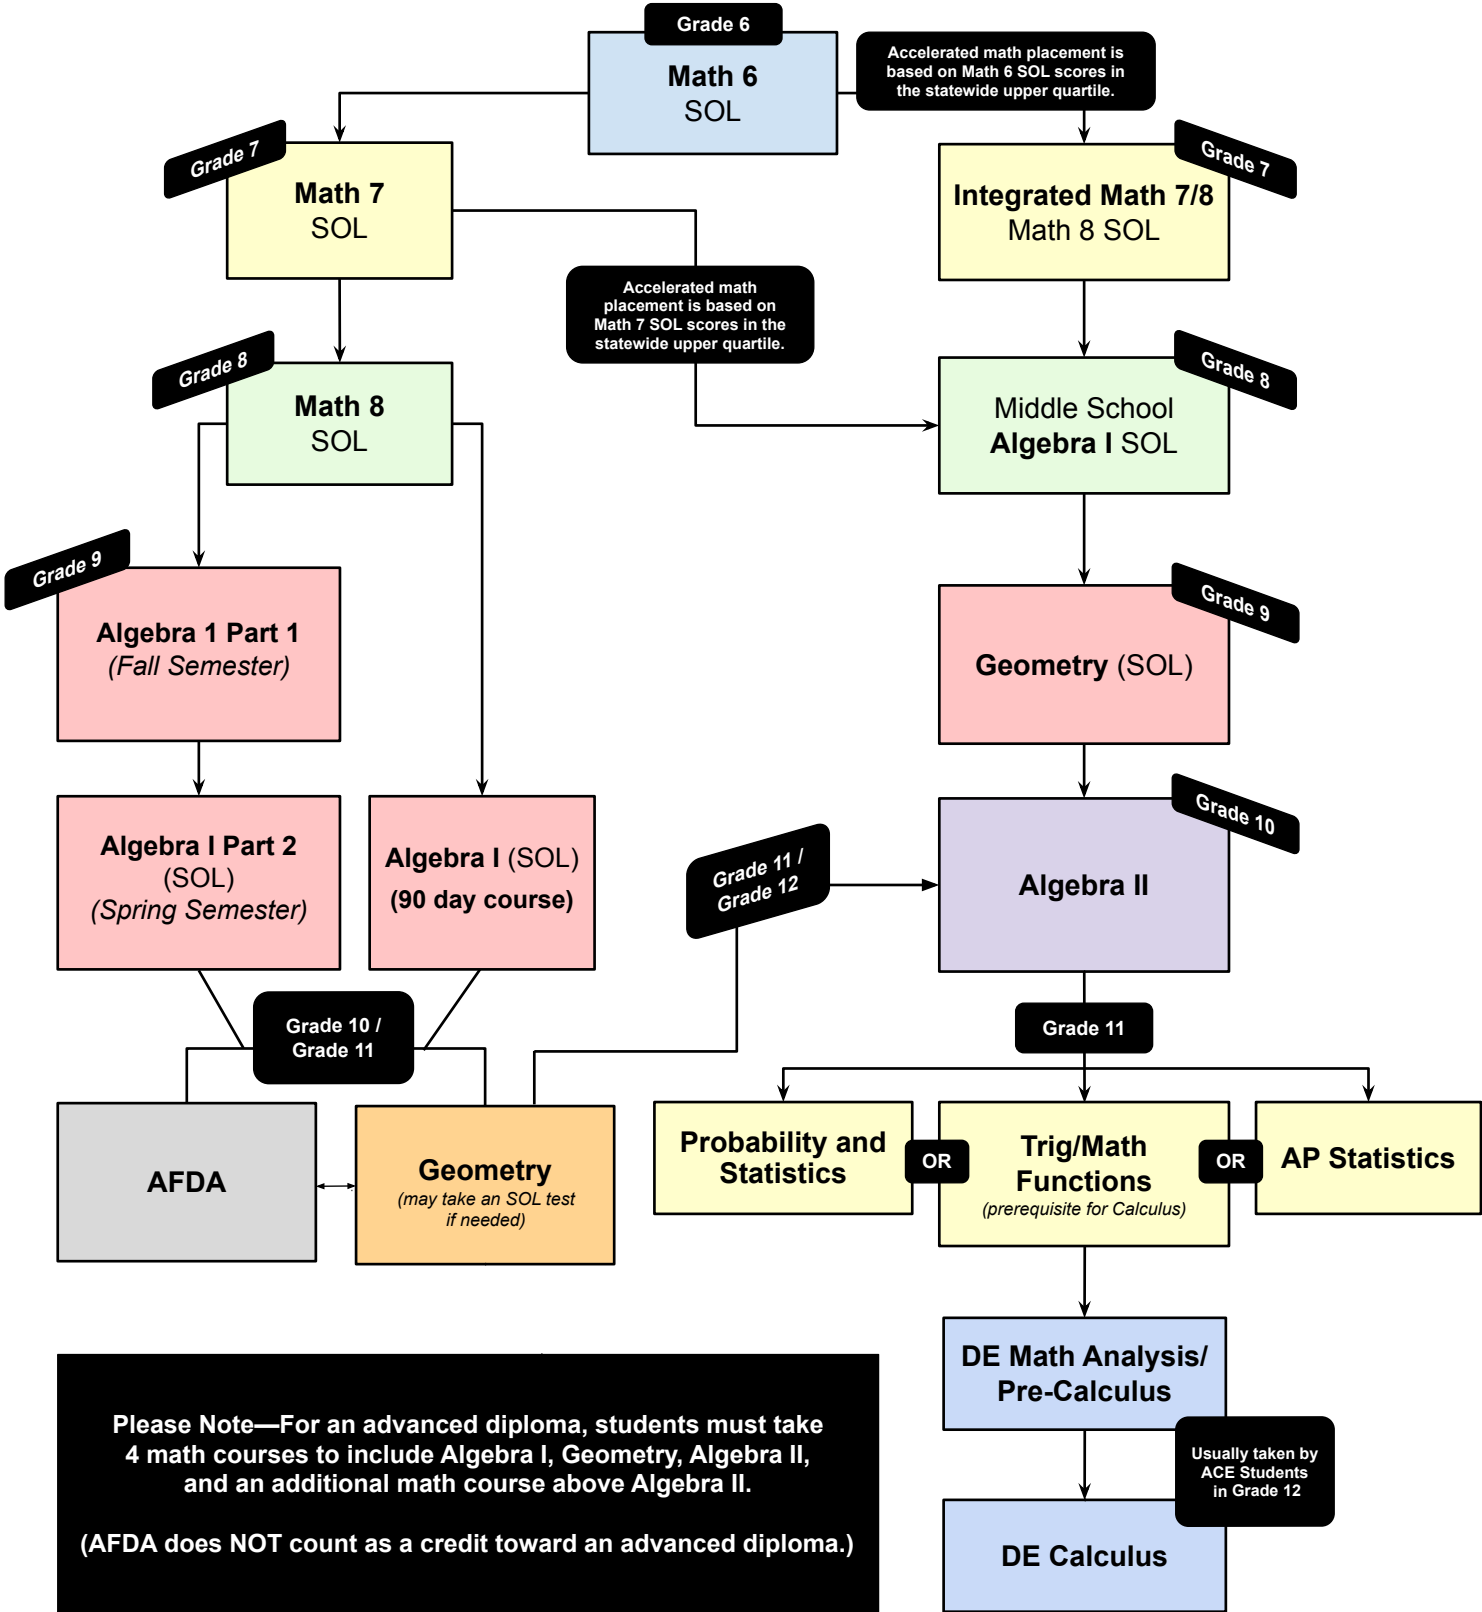 Grade 6
Math 6
SOL
Accelerated math placement is
based on Math 6 SOL scores in
the statewide upper quartile.
Grade 7
Math 7
SOL
Grade 7
Integrated Math 7/8
Math 8 SOL
Accelerated math
placement is based on
Math 7 SOL scores in the
statewide upper quartile.
Grade 8
Math 8
SOL
Grade 8
Middle School
Algebra I SOL
Grade 9
Algebra 1 Part 1
(Fall Semester)
Grade 9
Geometry (SOL)
Algebra I Part 2
(SOL)
(Spring Semester)
Algebra I (SOL)
(90 day course)
Grade 11 /
Grade 12
Grade 10
Algebra II
Grade 10 /
Grade 11
Grade 11
AFDA
Geometry
(may take an SOL test
if needed)
Probability and
Statistics
OR
Trig/Math
Functions
(prerequisite for Calculus)
OR
AP Statistics
DE Math Analysis/
Pre-Calculus
Usually taken by
ACE Students
in Grade 12
DE Calculus
Please Note—For an advanced diploma, students must take
4 math courses to include Algebra I, Geometry, Algebra II,
and an additional math course above Algebra II.
(AFDA does NOT count as a credit toward an advanced diploma.)